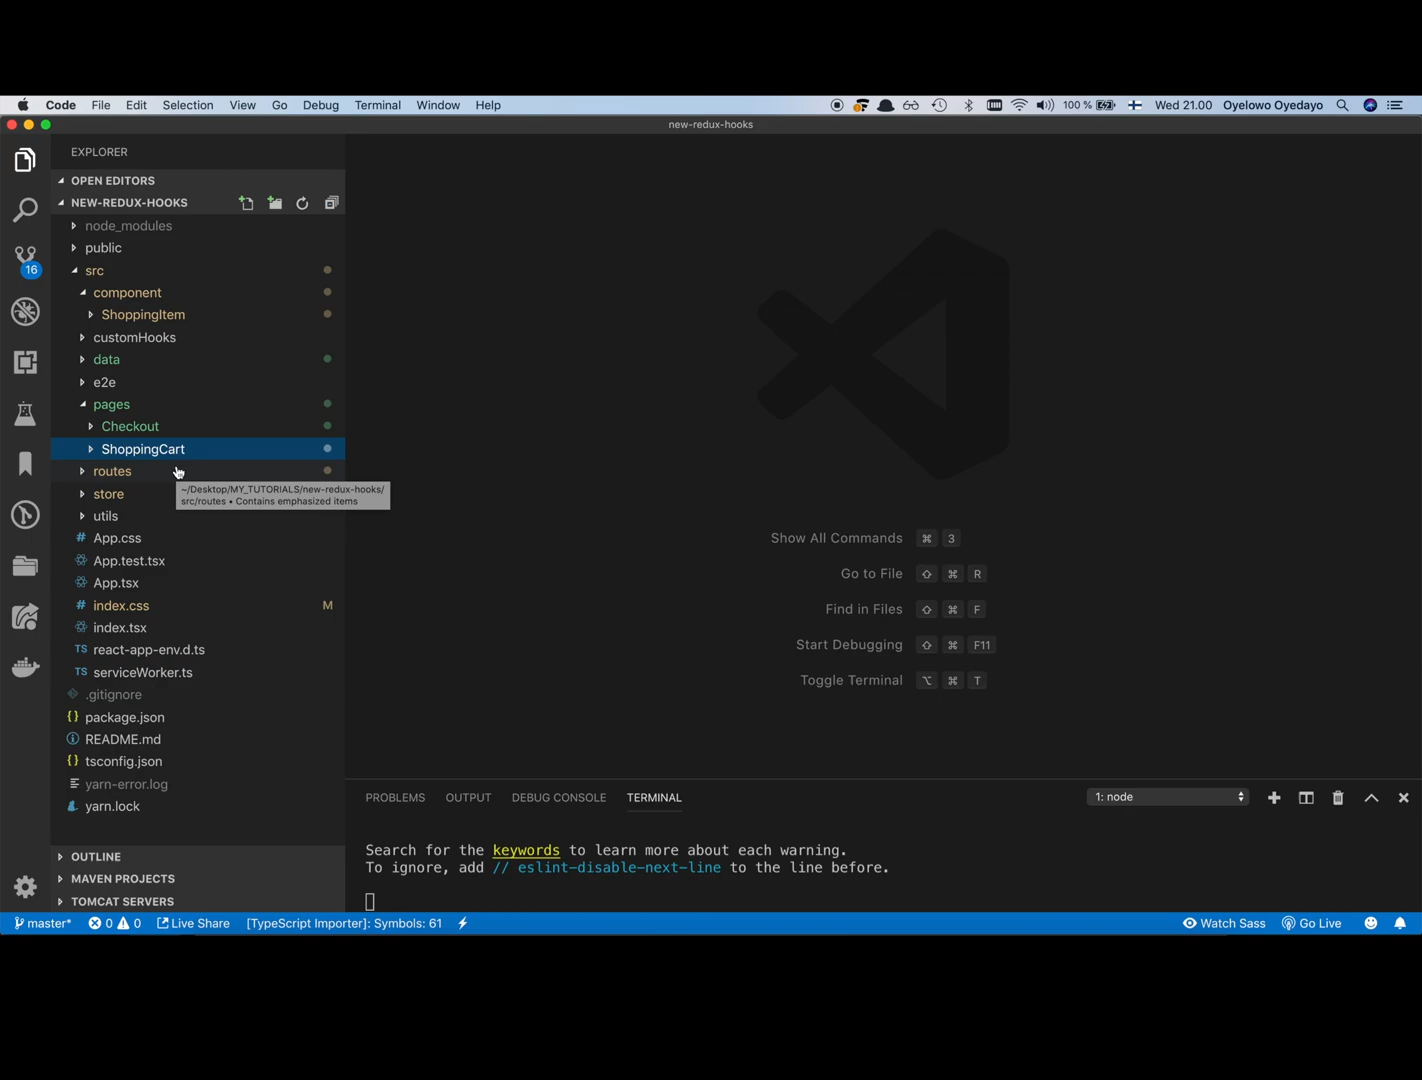 Code File Edit Selection View Go Debug Terminal Window Help 100 % Wed 21.00 Oyelowo Oyedayo
new-redux-hooks
EXPLORER
OPEN EDITORS
NEW-REDUX-HOOKS
node_modules
public
src
component
ShoppingItem
customHooks
data
e2e
pages
Checkout
ShoppingCart
routes
~/Desktop/MY_TUTORIALS/new-redux-hooks/
src/routes • Contains emphasized items
store
utils
App.css
App.test.tsx
App.tsx
index.css M
index.tsx
TS react-app-env.d.ts
TS serviceWorker.ts
.gitignore
{} package.json
README.md
{} tsconfig.json
yarn-error.log
yarn.lock
OUTLINE
MAVEN PROJECTS
TOMCAT SERVERS
16
Show All Commands ⌘ 3
Go to File ⇧ ⌘ R
Find in Files ⇧ ⌘ F
Start Debugging ⇧ ⌘ F11
Toggle Terminal ⌥ ⌘ T
PROBLEMS OUTPUT DEBUG CONSOLE TERMINAL 1: node
Search for the keywords to learn more about each warning.
To ignore, add // eslint-disable-next-line to the line before.
master* 0 0 Live Share [TypeScript Importer]: Symbols: 61 Watch Sass Go Live